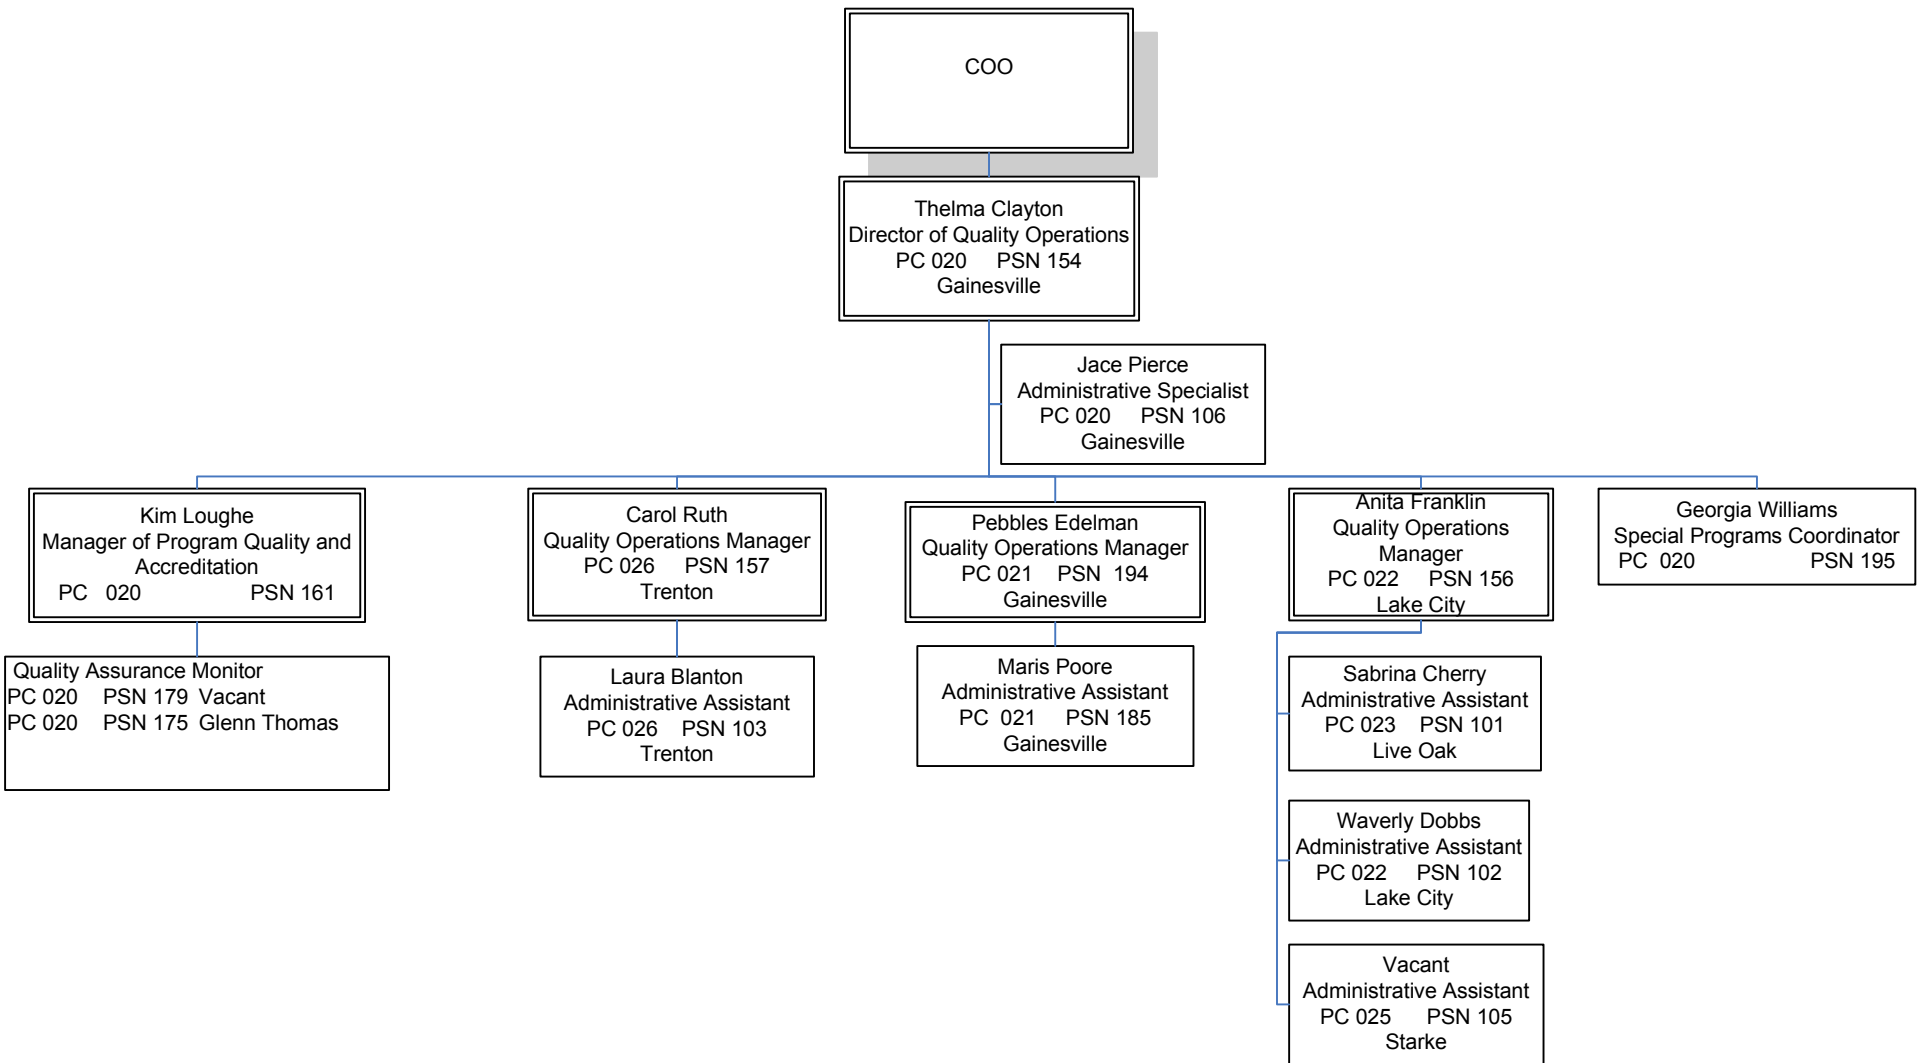 COO
Thelma Clayton
Director of Quality Operations
PC 020 PSN 154
Gainesville
Jace Pierce
Administrative Specialist
PC 020 PSN 106
Gainesville
Kim Loughe
Manager of Program Quality and
Accreditation
PC 020 PSN 161
Carol Ruth
Quality Operations Manager
PC 026 PSN 157
Trenton
Pebbles Edelman
Quality Operations Manager
PC 021 PSN 194
Gainesville
Anita Franklin
Quality Operations
Manager
PC 022 PSN 156
Lake City
Georgia Williams
Special Programs Coordinator
PC 020 PSN 195
Quality Assurance Monitor
PC 020 PSN 179 Vacant
PC 020 PSN 175 Glenn Thomas
Laura Blanton
Administrative Assistant
PC 026 PSN 103
Trenton
Maris Poore
Administrative Assistant
PC 021 PSN 185
Gainesville
Sabrina Cherry
Administrative Assistant
PC 023 PSN 101
Live Oak
Waverly Dobbs
Administrative Assistant
PC 022 PSN 102
Lake City
Vacant
Administrative Assistant
PC 025 PSN 105
Starke